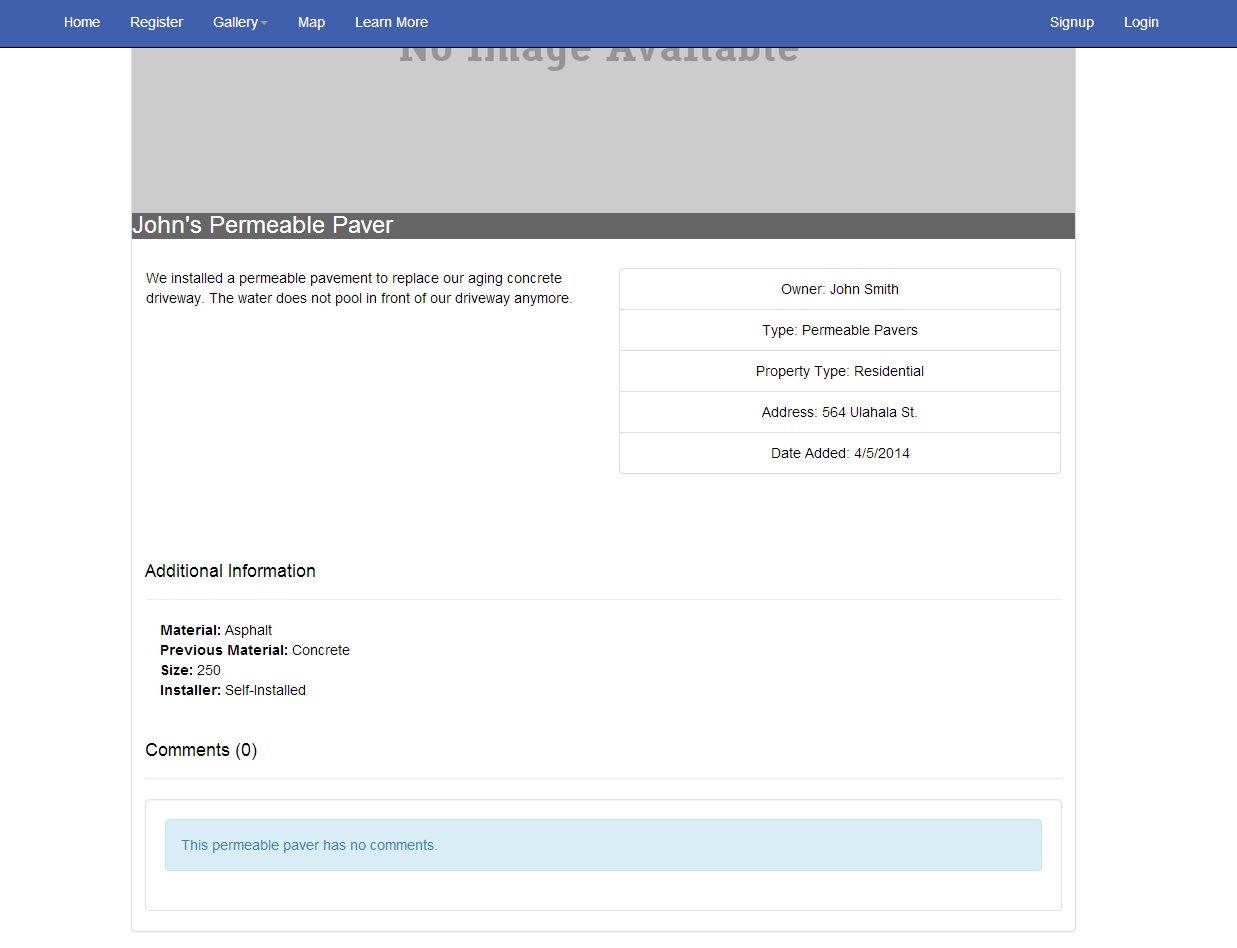 Home Register Gallery Map Learn More Signup Login
No Image Available
John's Permeable Paver
We installed a permeable pavement to replace our aging concrete
driveway. The water does not pool in front of our driveway anymore.
Owner: John Smith
Type: Permeable Pavers
Property Type: Residential
Address: 564 Ulahala St.
Date Added: 4/5/2014
Additional Information
Material: Asphalt
Previous Material: Concrete
Size: 250
Installer: Self-Installed
Comments (0)
This permeable paver has no comments.